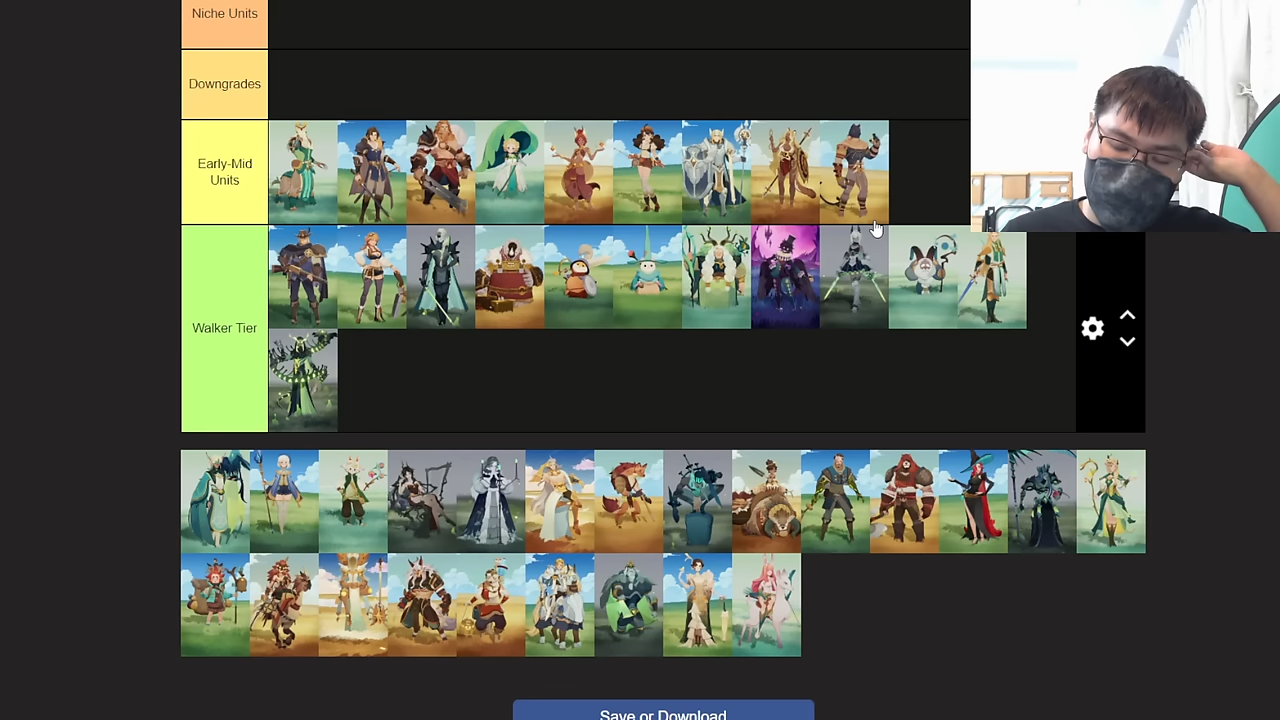 Niche Units
Downgrades
Early-Mid
Units
Walker Tier
Save or Download